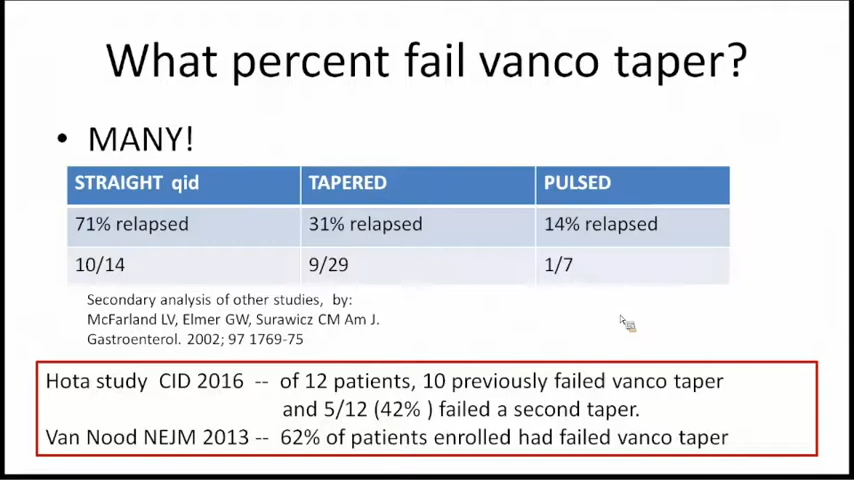 What percent fail vanco taper?
• MANY!
STRAIGHT qid TAPERED PULSED
71% relapsed 31% relapsed 14% relapsed
10/14 9/29 1/7
Secondary analysis of other studies, by:
McFarland LV, Elmer GW, Surawicz CM Am J.
Gastroenterol. 2002; 97 1769-75
Hota study CID 2016 -- of 12 patients, 10 previously failed vanco taper
and 5/12 (42% ) failed a second taper.
Van Nood NEJM 2013 -- 62% of patients enrolled had failed vanco taper